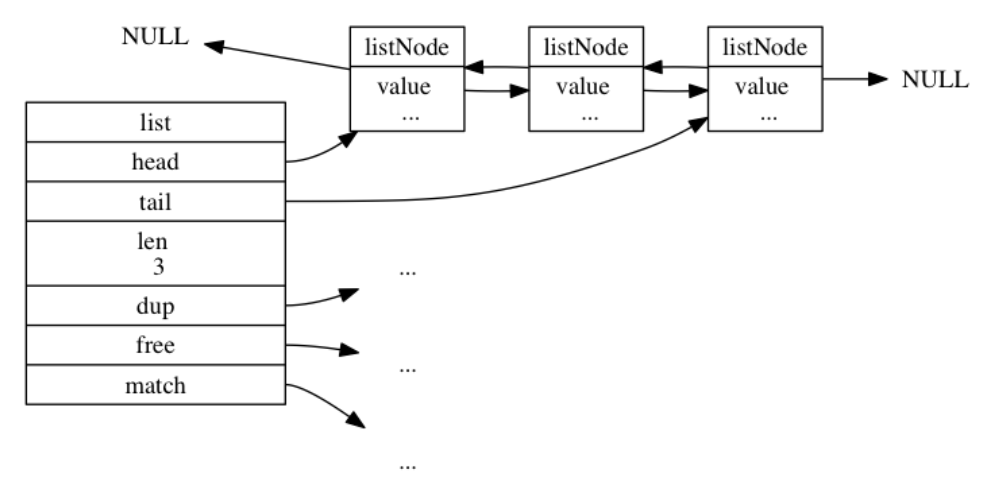 NULL
listNode
value
...
listNode
value
...
listNode
value
...
NULL
list
head
tail
len
3
dup
free
match
...
...
...